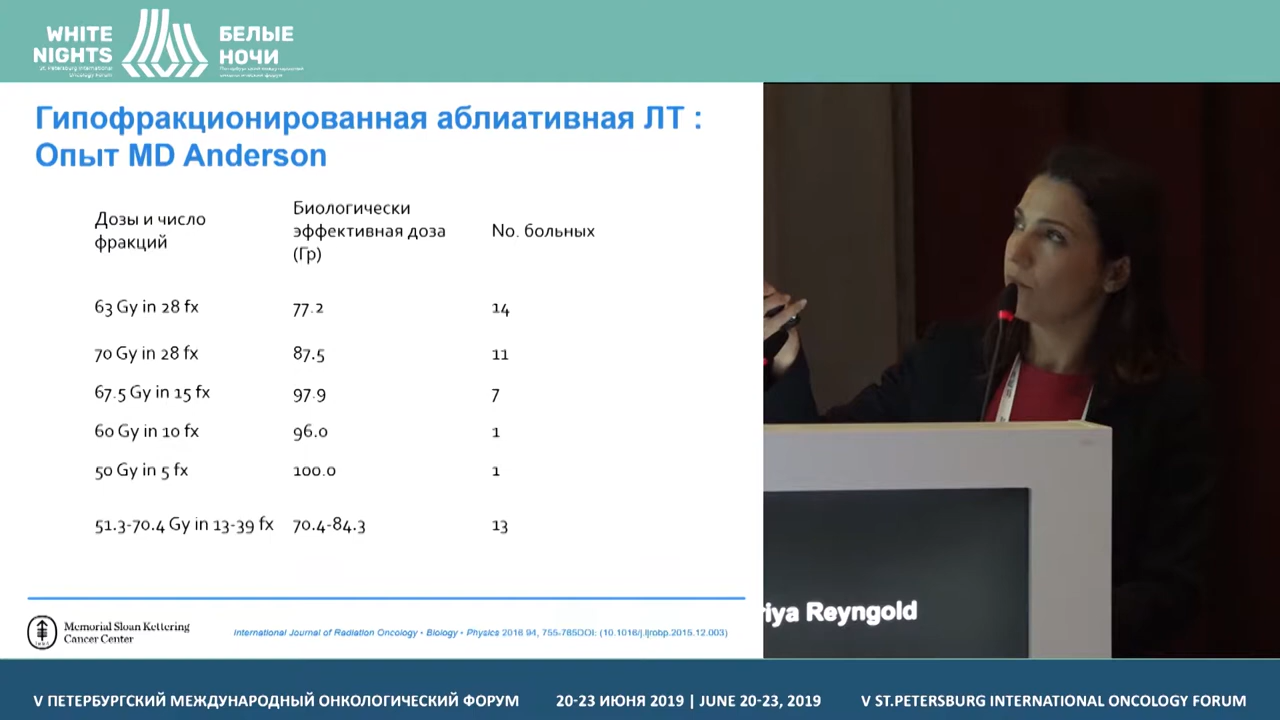 WHITE
NIGHTS
St. Petersburg International
Oncology Forum
БЕЛЫЕ
НОЧИ
Гипофракционированная аблиативная ЛТ :
Опыт MD Anderson
Дозы и число
фракций
Биологически
эффективная доза
(Гр)
No. больных
63 Gy in 28 fx 77.2 14
70 Gy in 28 fx 87.5 11
67.5 Gy in 15 fx 97.9 7
60 Gy in 10 fx 96.0 1
50 Gy in 5 fx 100.0 1
51.3-70.4 Gy in 13-39 fx 70.4-84.3 13
Memorial Sloan Kettering
Cancer Center
International Journal of Radiation Oncology • Biology • Physics 2016 94, 755-765DOI: (10.1016/j.ijrobp.2015.12.003)
riya Reyngold
V ПЕТЕРБУРГСКИЙ МЕЖДУНАРОДНЫЙ ОНКОЛОГИЧЕСКИЙ ФОРУМ 20-23 ИЮНЯ 2019 | JUNE 20-23, 2019 V ST.PETERSBURG INTERNATIONAL ONCOLOGY FORUM